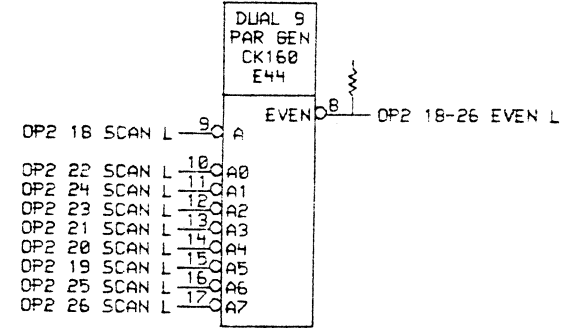 DUAL 9
PAR GEN
CK160
E44
EVEN 8 OP2 18-26 EVEN L
OP2 18 SCAN L 9 A
OP2 22 SCAN L 10 A0
OP2 24 SCAN L 11 A1
OP2 23 SCAN L 12 A2
OP2 21 SCAN L 13 A3
OP2 20 SCAN L 14 A4
OP2 19 SCAN L 15 A5
OP2 25 SCAN L 16 A6
OP2 26 SCAN L 17 A7